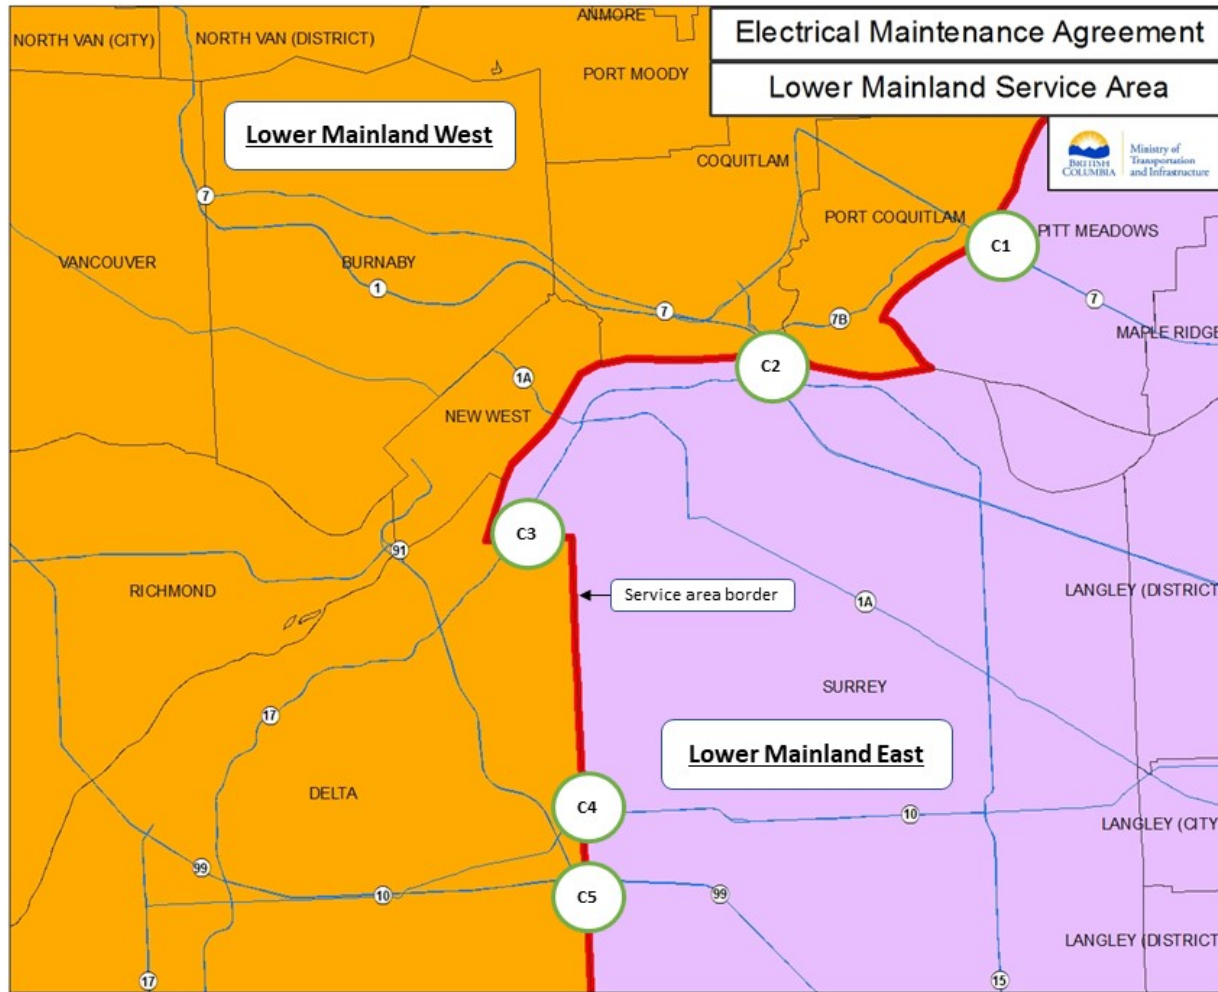 ANMORE
Electrical Maintenance Agreement
NORTH VAN (CITY)
NORTH VAN (DISTRICT)
PORT MOODY
Lower Mainland Service Area
Lower Mainland West
BRITISH
COLUMBIA
Ministry of
Transportation
and Infrastructure
COQUITLAM
7
PORT COQUITLAM
C1
PITT MEADOWS
VANCOUVER
BURNABY
1
7
7B
7
MAPLE RIDGE
C2
1A
NEW WEST
C3
91
RICHMOND
Service area border
1A
LANGLEY (DISTRICT
SURREY
17
Lower Mainland East
DELTA
C4
10
LANGLEY (CITY
99
10
C5
99
LANGLEY (DISTRICT
17
15